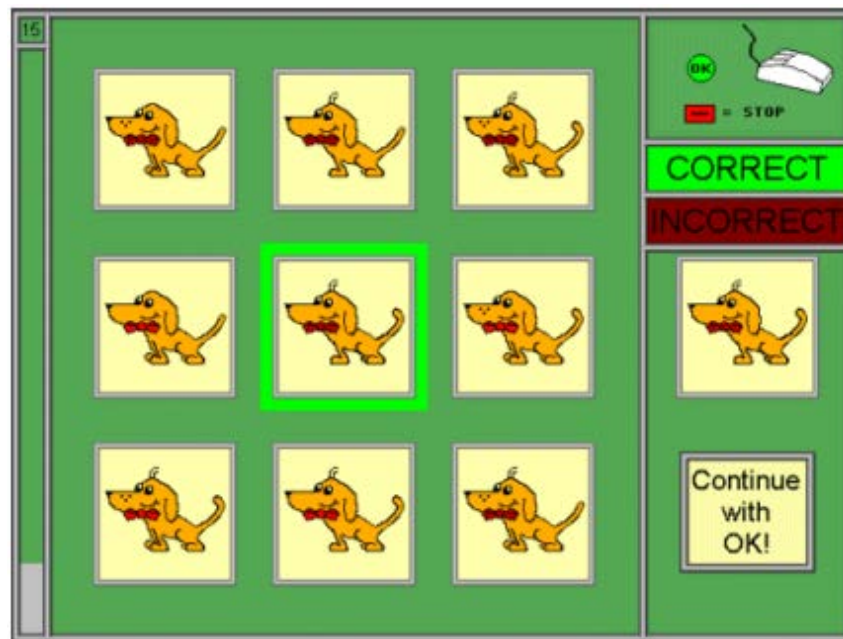 15
OK
= STOP
CORRECT
INCORRECT
Continue
with
OK!